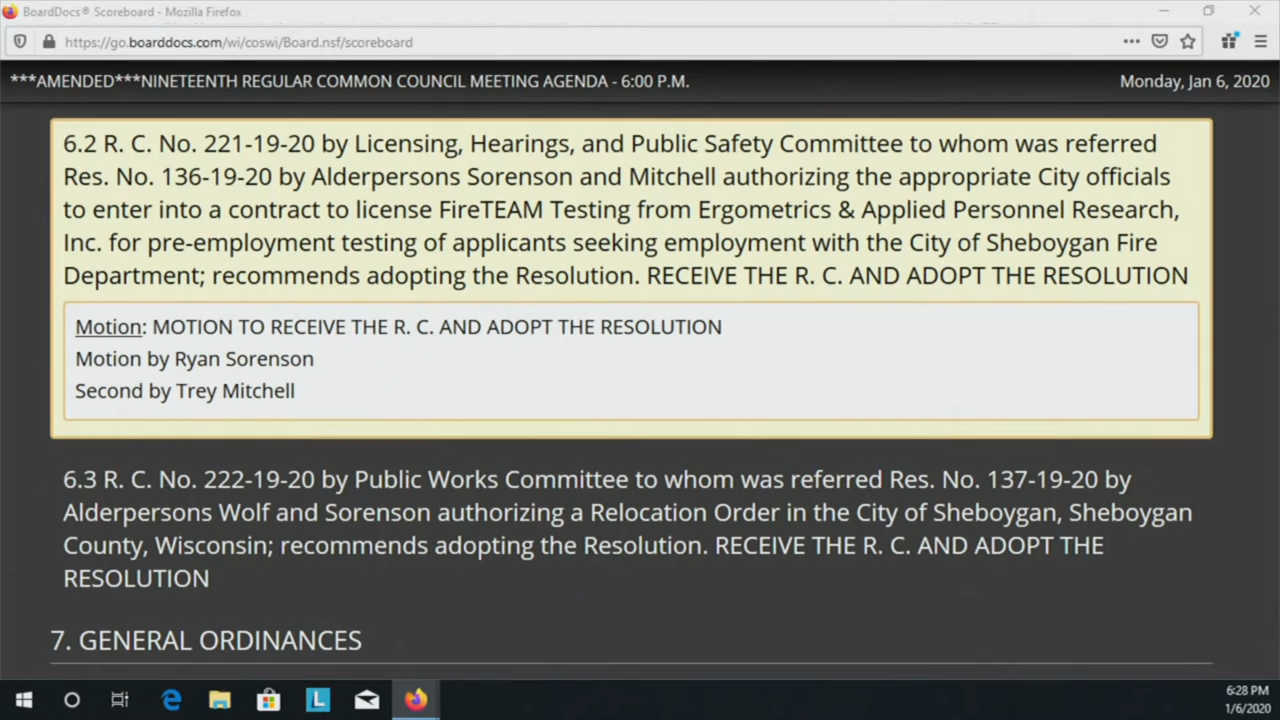 BoardDocs® Scoreboard - Mozilla Firefox
https://go.boarddocs.com/wi/coswi/Board.nsf/scoreboard
***AMENDED***NINETEENTH REGULAR COMMON COUNCIL MEETING AGENDA - 6:00 P.M. Monday, Jan 6, 2020
6.2 R. C. No. 221-19-20 by Licensing, Hearings, and Public Safety Committee to whom was referred
Res. No. 136-19-20 by Alderpersons Sorenson and Mitchell authorizing the appropriate City officials
to enter into a contract to license FireTEAM Testing from Ergometrics & Applied Personnel Research,
Inc. for pre-employment testing of applicants seeking employment with the City of Sheboygan Fire
Department; recommends adopting the Resolution. RECEIVE THE R. C. AND ADOPT THE RESOLUTION
Motion: MOTION TO RECEIVE THE R. C. AND ADOPT THE RESOLUTION
Motion by Ryan Sorenson
Second by Trey Mitchell
6.3 R. C. No. 222-19-20 by Public Works Committee to whom was referred Res. No. 137-19-20 by
Alderpersons Wolf and Sorenson authorizing a Relocation Order in the City of Sheboygan, Sheboygan
County, Wisconsin; recommends adopting the Resolution. RECEIVE THE R. C. AND ADOPT THE
RESOLUTION
7. GENERAL ORDINANCES
L
6:28 PM
1/6/2020